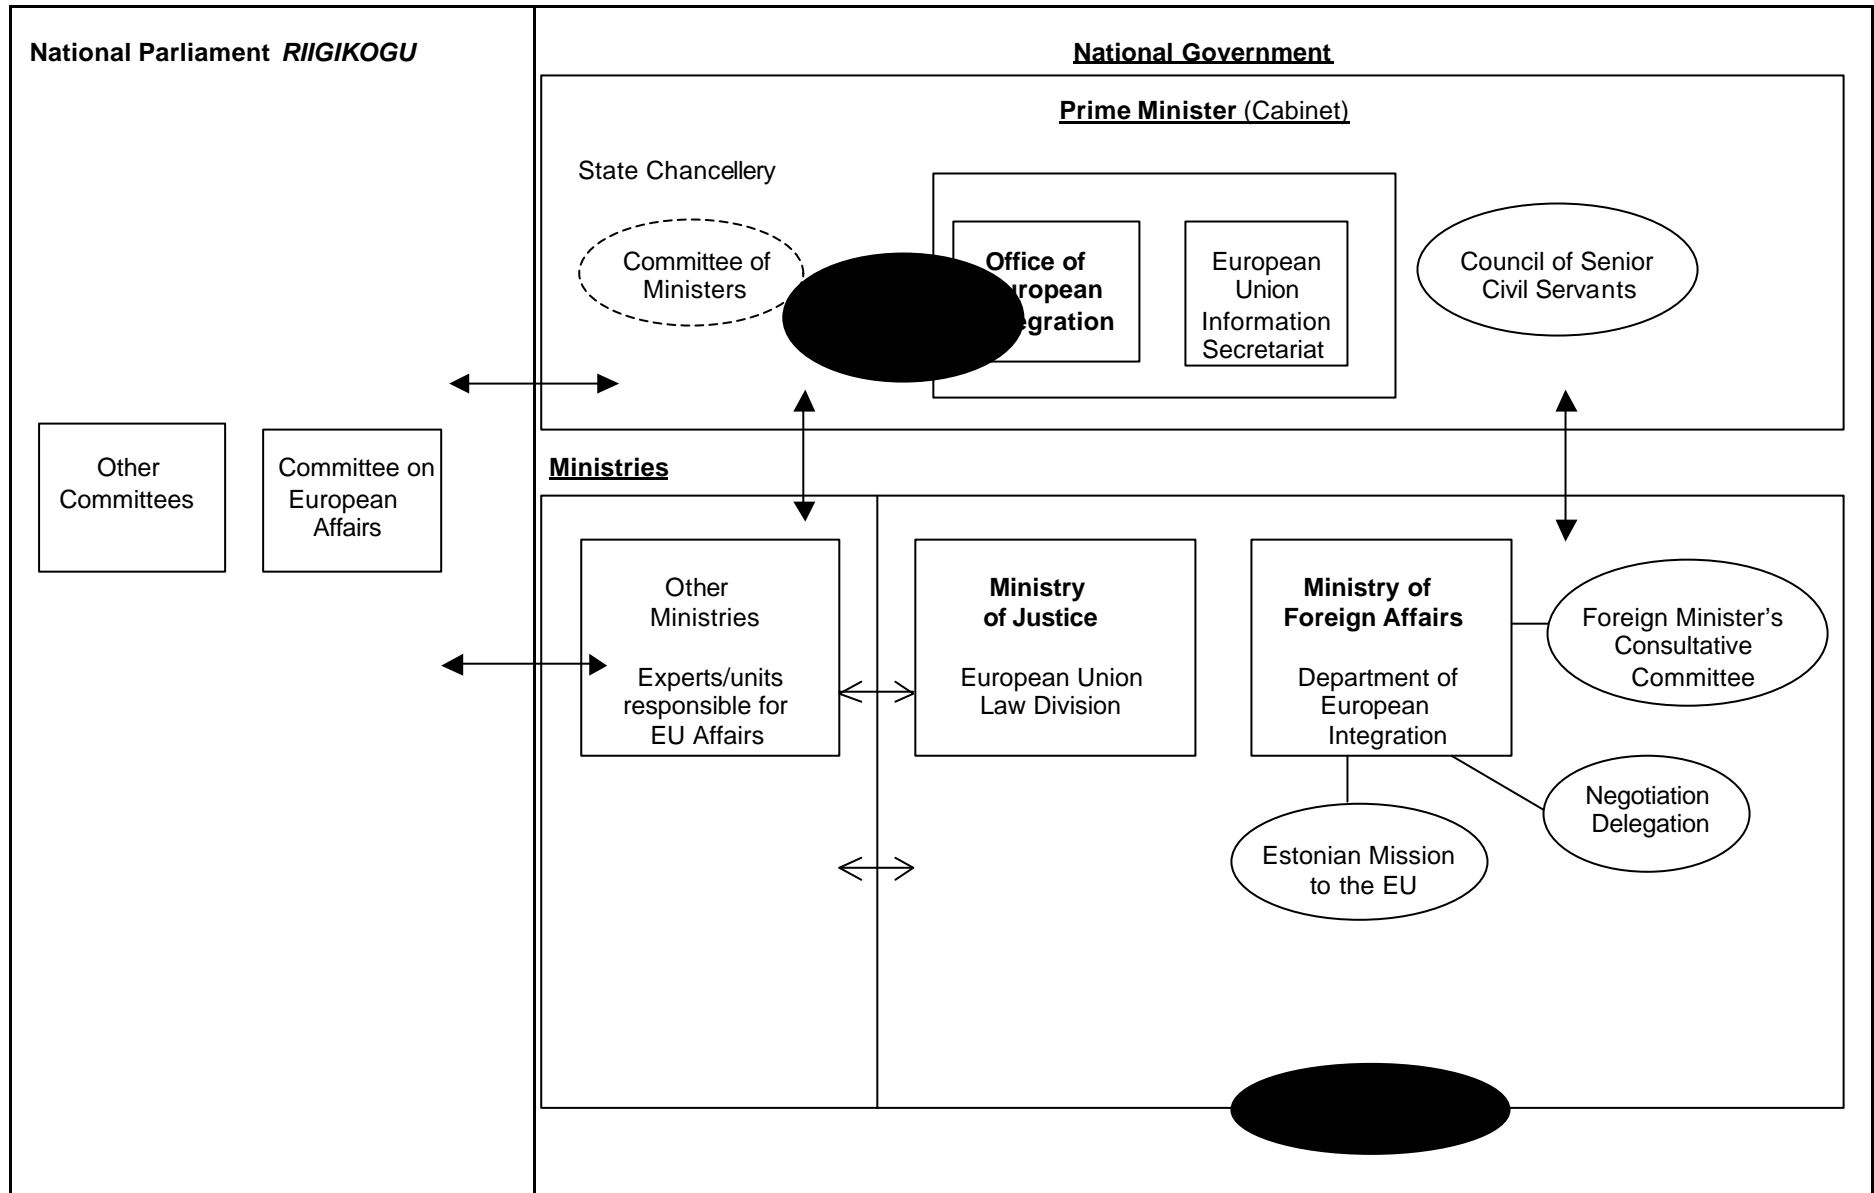 National Parliament RIIGIKOGU
National Government
Prime Minister (Cabinet)
State Chancellery
Committee of
Ministers
Office of
European
Union
Information
Secretariat
Council of Senior
Civil Servants
Other
Committees
Committee on
European
Affairs
Ministries
Other
Ministries
Experts/units
responsible for
EU Affairs
Ministry
of Justice
European Union
Law Division
Ministry of
Foreign Affairs
Department of
European
Integration
Foreign Minister's
Consultative
Committee
Negotiation
Delegation
Estonian Mission
to the EU